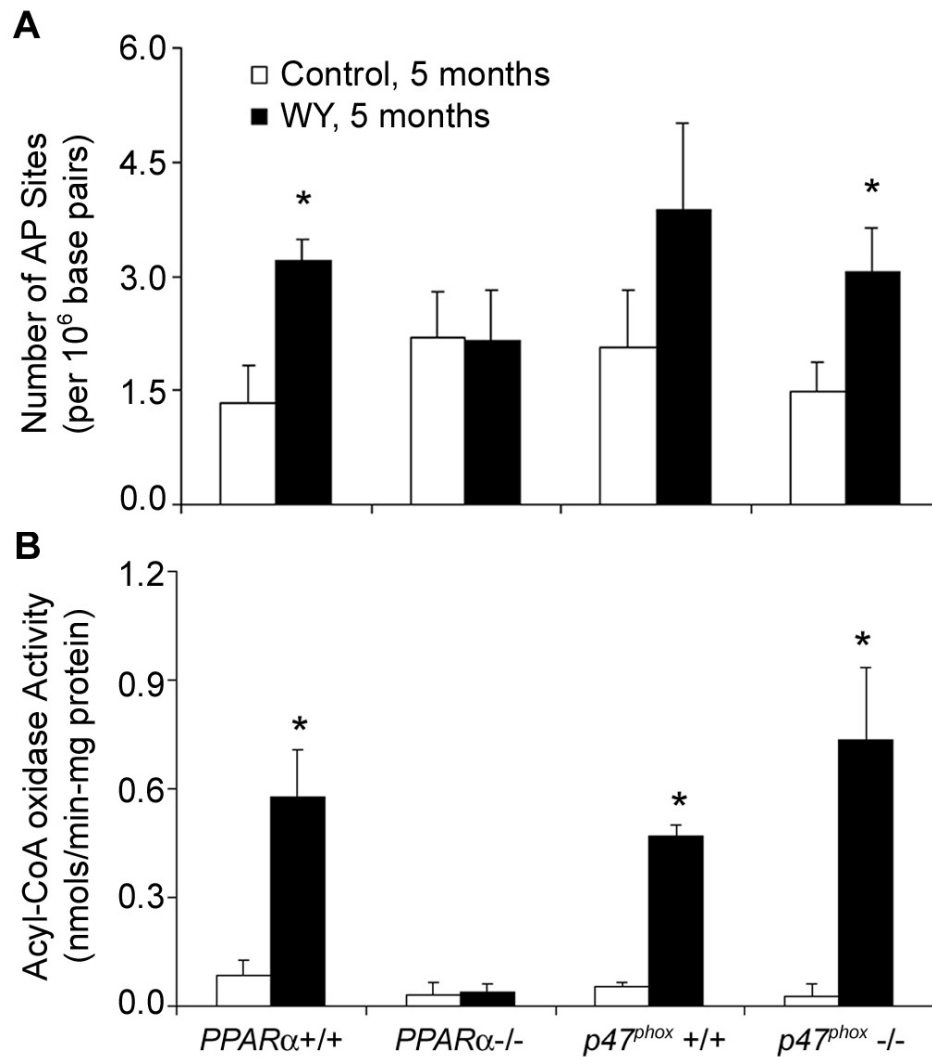 A
6.0
4.5
3.0
1.5
0.0
Number of AP Sites
(per 10⁶ base pairs)
Control, 5 months
WY, 5 months
*
*
B
1.2
0.9
0.6
0.3
0.0
Acyl-CoA oxidase Activity
(nmols/min-mg protein)
*
*
*
PPARα+/+ PPARα-/- p47ᵖʰᵒˣ +/+ p47ᵖʰᵒˣ -/-